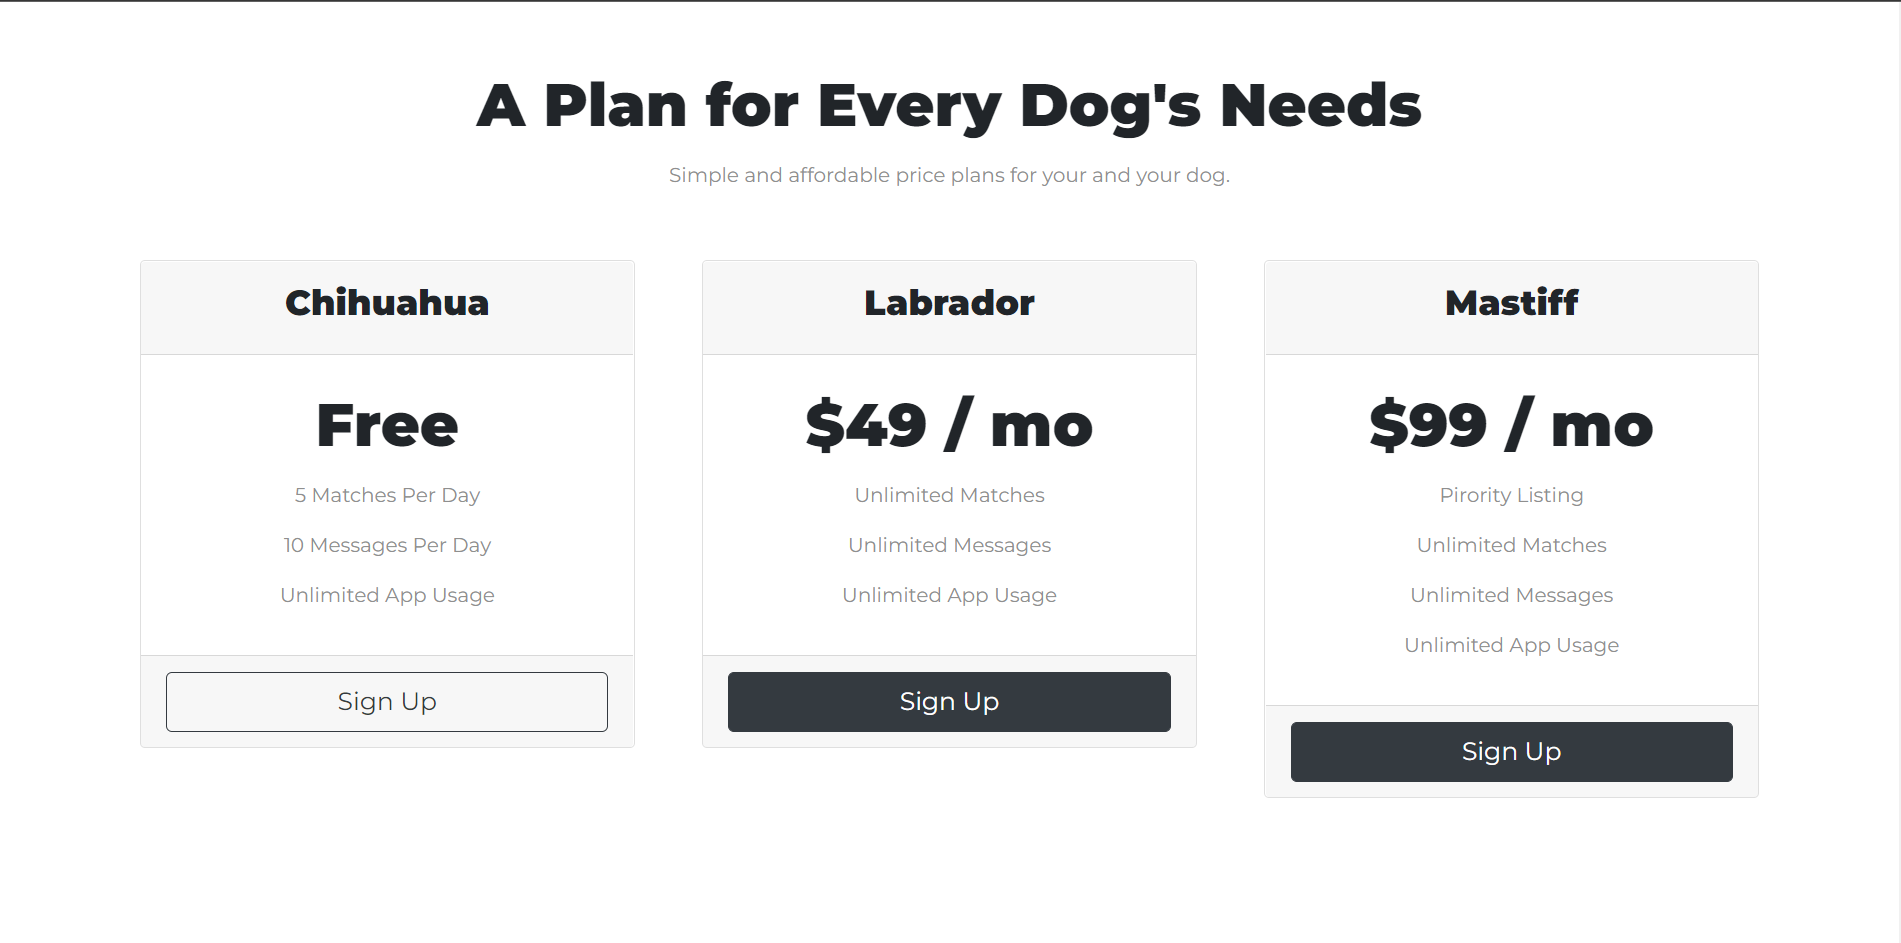 A Plan for Every Dog's Needs
Simple and affordable price plans for your and your dog.
Chihuahua
Free
5 Matches Per Day
10 Messages Per Day
Unlimited App Usage
Sign Up
Labrador
$49 / mo
Unlimited Matches
Unlimited Messages
Unlimited App Usage
Sign Up
Mastiff
$99 / mo
Pirority Listing
Unlimited Matches
Unlimited Messages
Unlimited App Usage
Sign Up